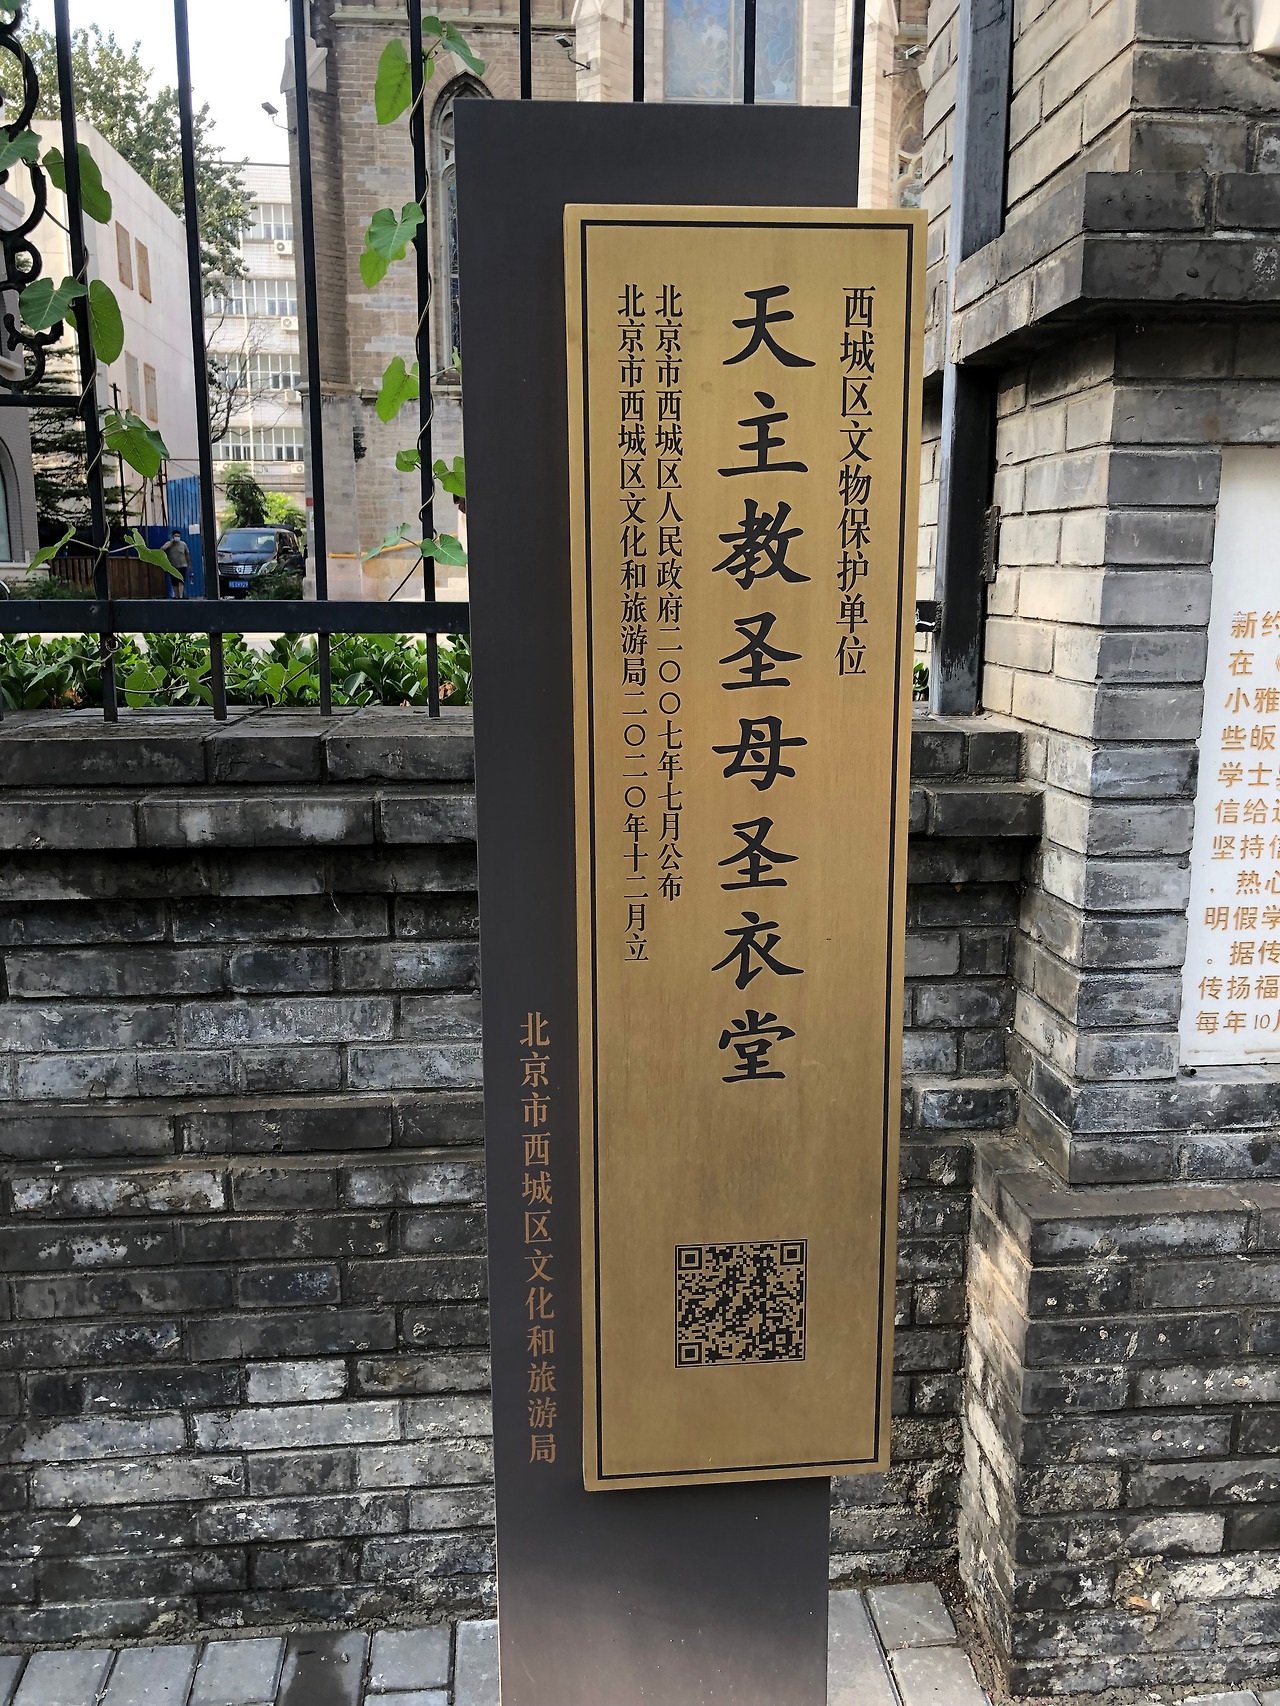 西城区文物保护单位
天主教圣母圣衣堂
北京市西城区人民政府二〇〇七年七月公布
北京市西城区文化和旅游局二〇二〇年十二月立
北京市西城区文化和旅游局
新约
在
小雅
些皈
学士
信给
坚持信
，热心
明假学
。据传
传扬福
每年10月